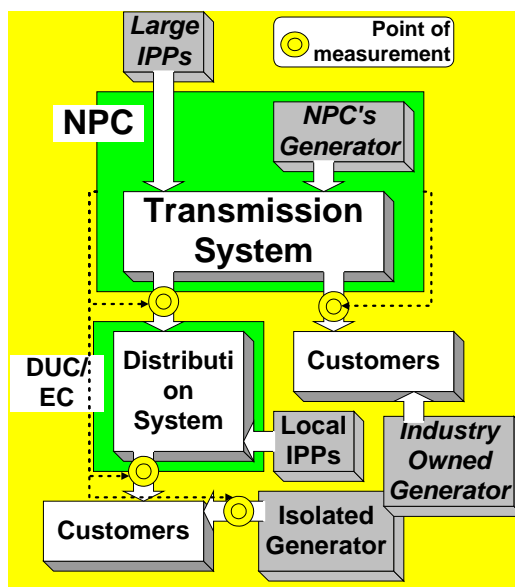 Large
IPPs
Point of
measurement
NPC
NPC's
Generator
Transmission
System
DUC/
EC
Distributi
on
System
Customers
Local
IPPs
Industry
Owned
Generator
Customers
Isolated
Generator